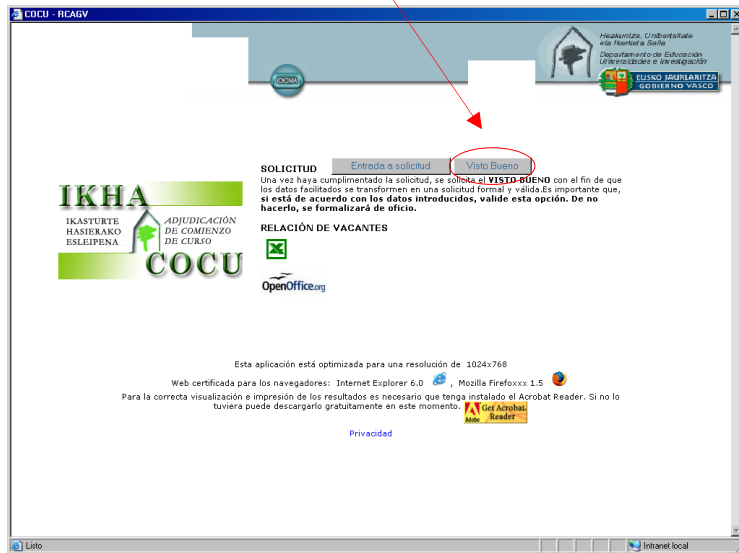 COCU - RCAGV
Hezkuntza, Unibertsitate
eta Ikerketa Saila
Departamento de Educación
Universidades e Investigación
IDIOMA
EUSKO JAURLARITZA
GOBIERNO VASCO
SOLICITUD Entrada a solicitud Visto Bueno
Una vez haya cumplimentado la solicitud, se solicita el VISTO BUENO con el fin de que
los datos facilitados se transformen en una solicitud formal y válida.Es importante que,
si está de acuerdo con los datos introducidos, valide esta opción. De no
hacerlo, se formalizará de oficio.
IKHA
IKASTURTE
HASIERAKO
ESLEIPENA
ADJUDICACIÓN
DE COMIENZO
DE CURSO
COCU
RELACIÓN DE VACANTES
OpenOffice.org
Esta aplicación está optimizada para una resolución de 1024x768
Web certificada para los navegadores: Internet Explorer 6.0 , Mozilla Firefoxxx 1.5
Para la correcta visualización e impresión de los resultados es necesario que tenga instalado el Acrobat Reader. Si no lo
tuviera puede descargarlo gratuitamente en este momento. Get Acrobat Reader
Adobe
Privacidad
Listo
Intranet local